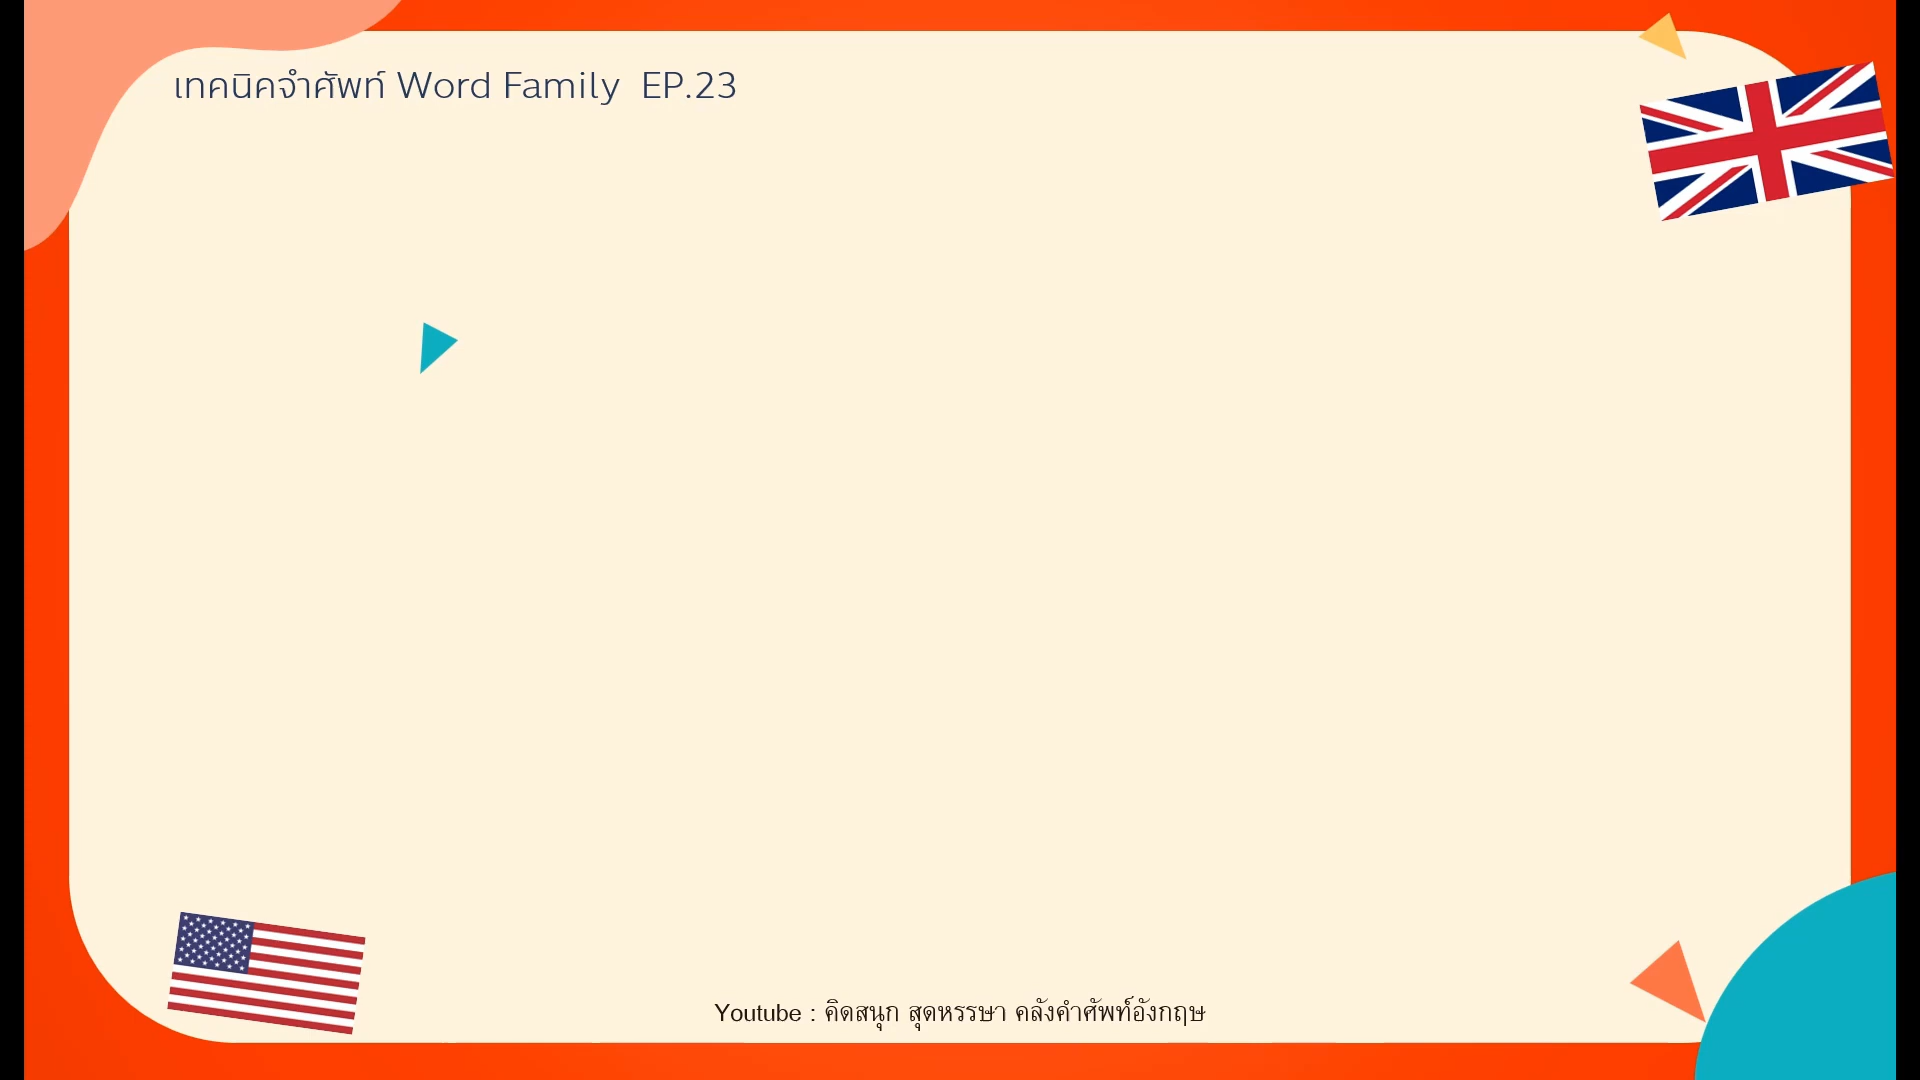 เทคนิคจำศัพท์ Word Family EP.23
Youtube : คิดสนุก สุดหรรษา คลังคำศัพท์อังกฤษ